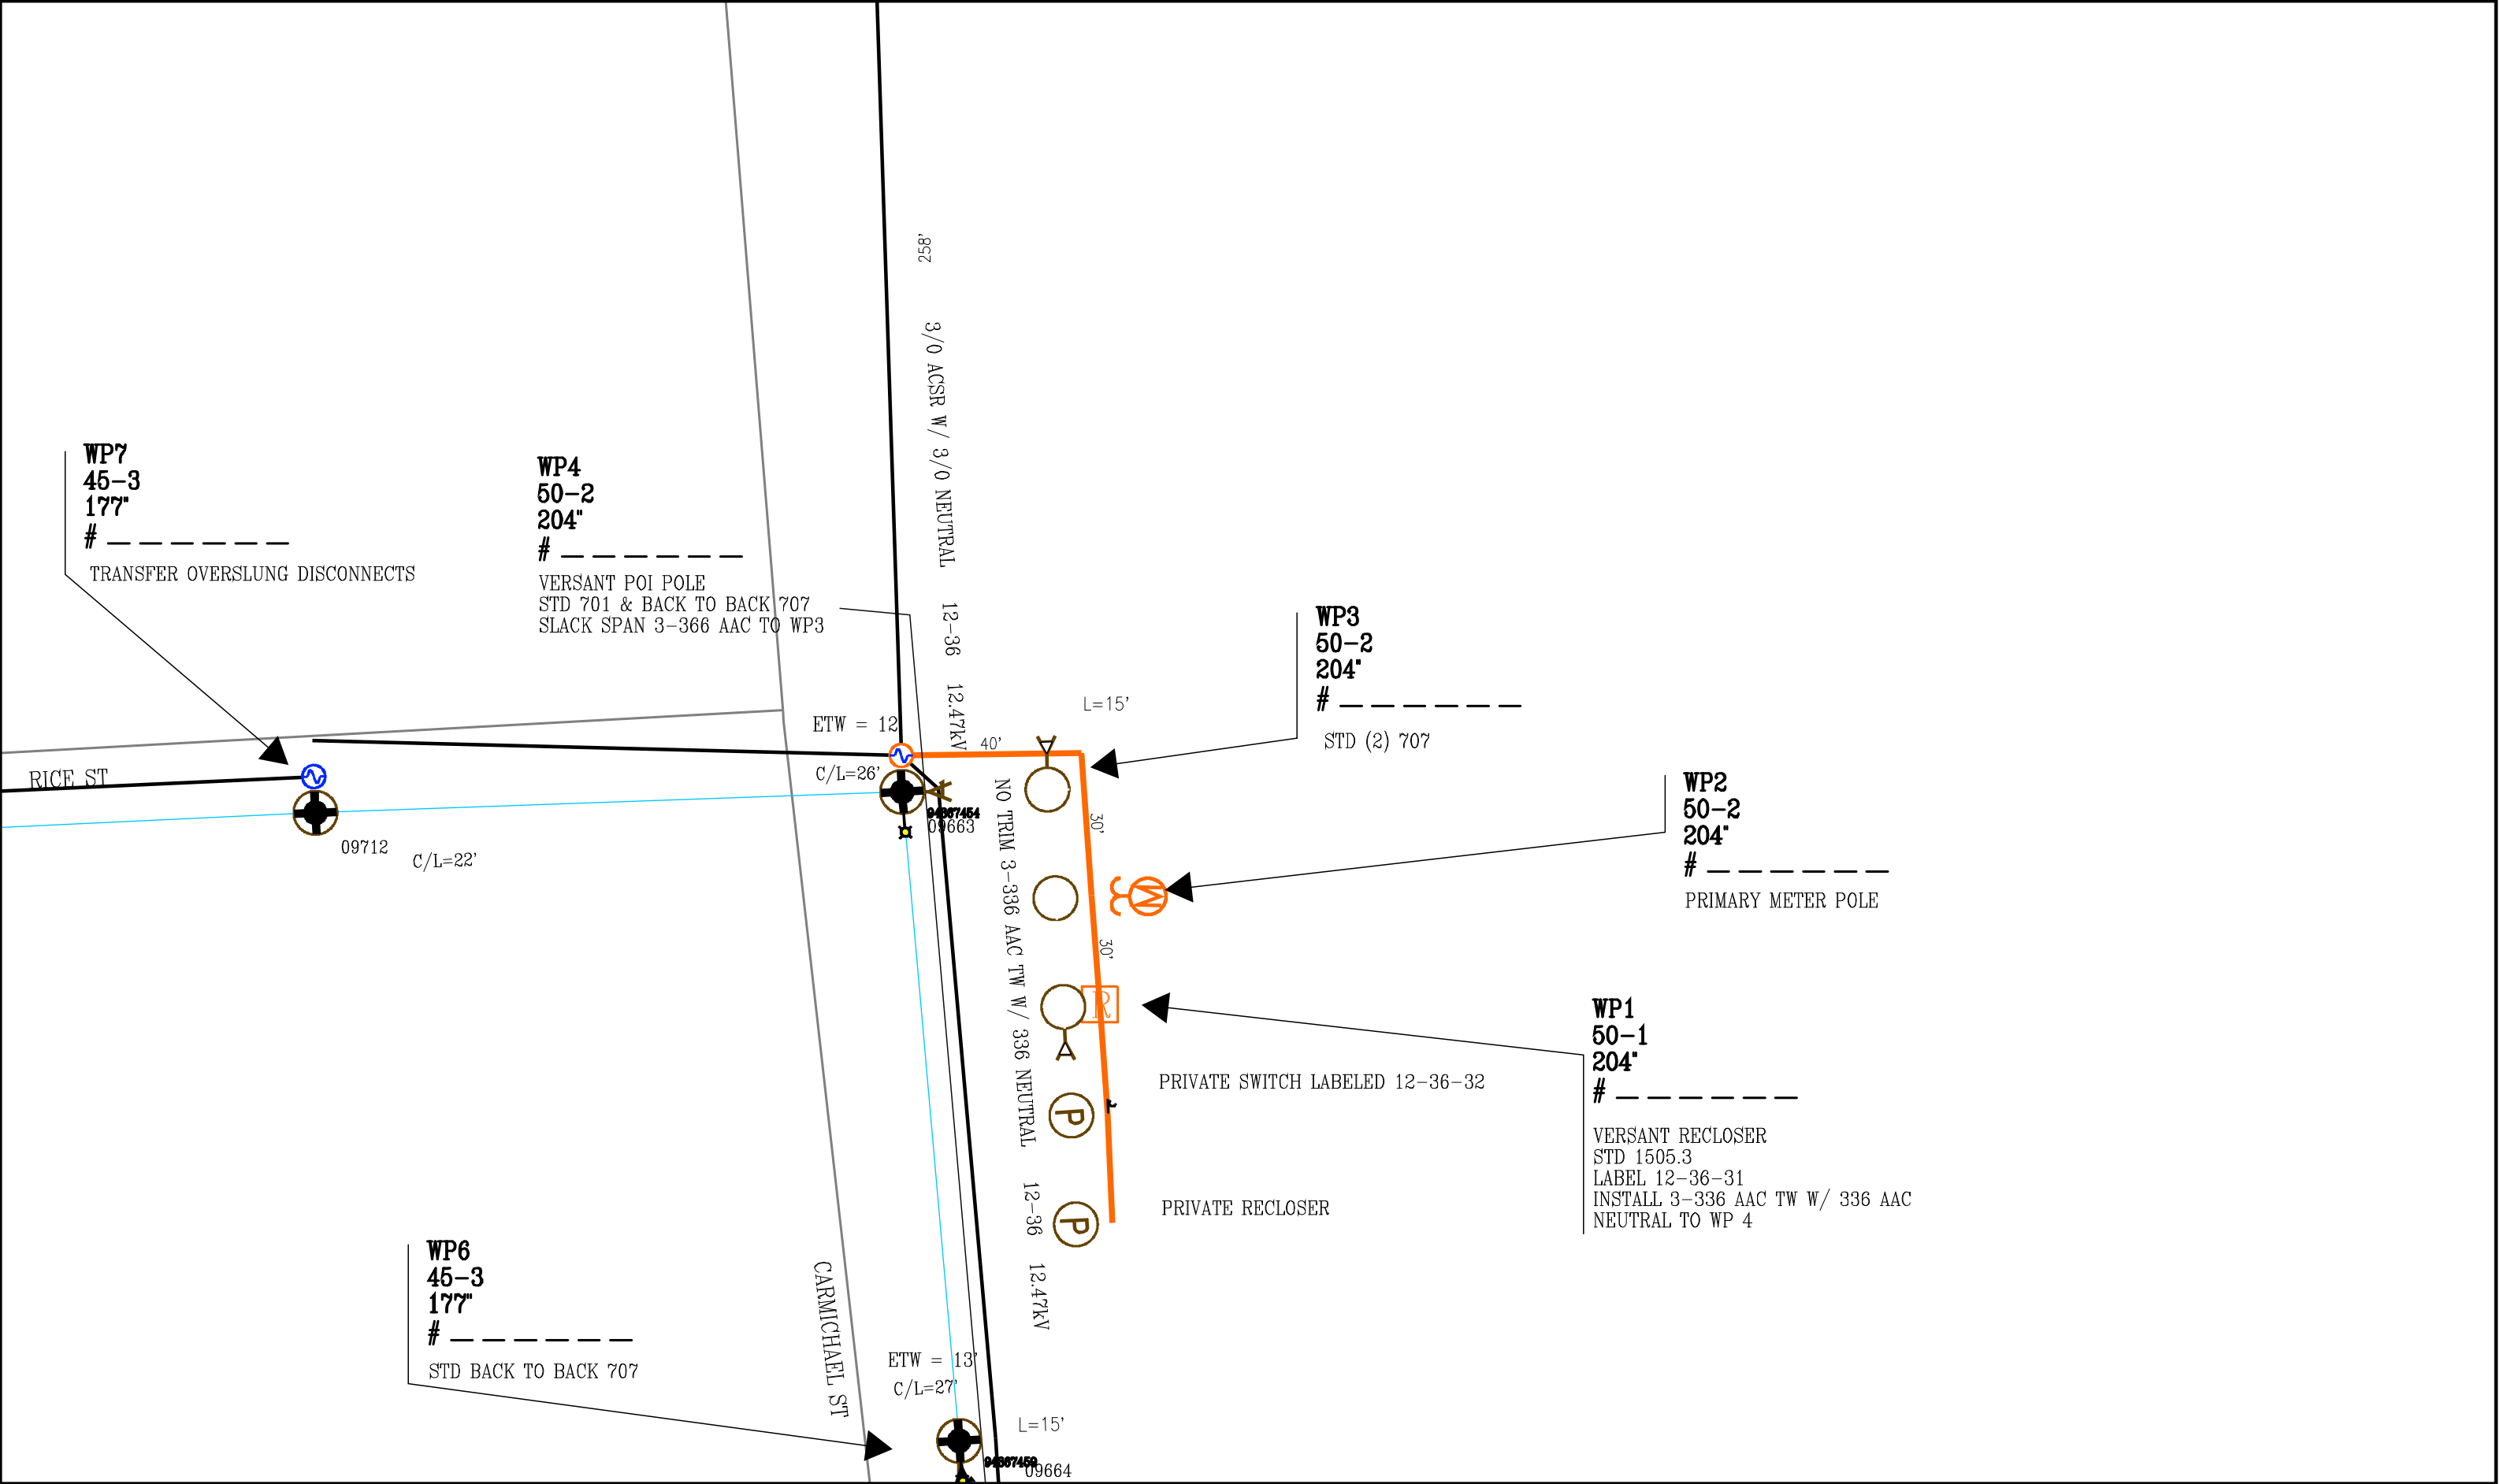 258'
3/0 ACSR W/ 3/0 NEUTRAL 12-36 12.47kV
WP7
45-3
177"
# _ _ _ _ _ _
TRANSFER OVERSLUNG DISCONNECTS
WP4
50-2
204"
# _ _ _ _ _ _
VERSANT POI POLE
STD 701 & BACK TO BACK 707
SLACK SPAN 3-366 AAC TO WP3
WP3
50-2
204"
# _ _ _ _ _ _
STD (2) 707
L=15'
ETW = 12
40'
C/L=26'
RICE ST
09663
09712
C/L=22'
30'
30'
WP2
50-2
204"
# _ _ _ _ _ _
PRIMARY METER POLE
M
R
NO TRIM 3-336 AAC TW W/ 336 NEUTRAL 12-36 12.47kV
WP1
50-1
204"
# _ _ _ _ _ _
VERSANT RECLOSER
STD 1505.3
LABEL 12-36-31
INSTALL 3-336 AAC TW W/ 336 AAC
NEUTRAL TO WP 4
PRIVATE SWITCH LABELED 12-36-32
P
PRIVATE RECLOSER
P
WP6
45-3
177"
# _ _ _ _ _ _
STD BACK TO BACK 707
CARMICHAEL ST
ETW = 13'
C/L=27'
L=15'
09664